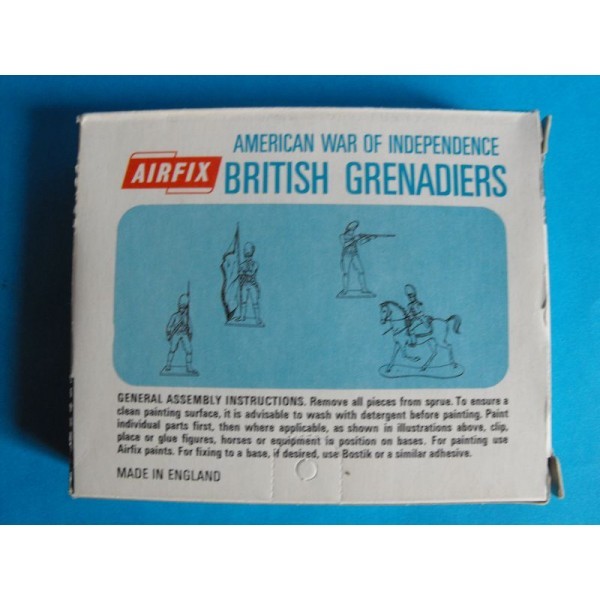 AMERICAN WAR OF INDEPENDENCE
AIRFIX
BRITISH GRENADIERS
GENERAL ASSEMBLY INSTRUCTIONS. Remove all pieces from sprue. To ensure a
clean painting surface, it is advisable to wash with detergent before painting. Paint
individual parts first, then where applicable, as shown in illustrations above, clip,
place or glue figures, horses or equipment is position on bases. For painting use
Airfix paints. For fixing to a base, if desired, use Bostik or a similar adhesive.
MADE IN ENGLAND